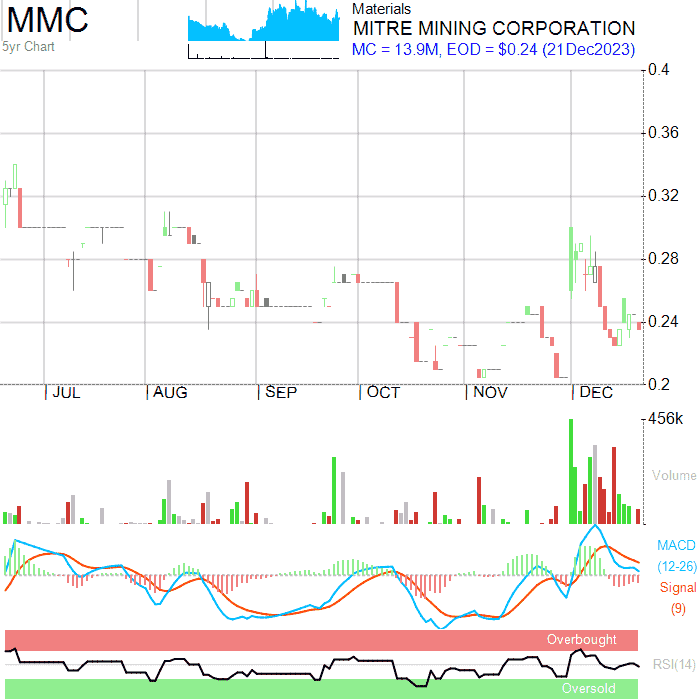 MMC
5yr Chart
Materials
MITRE MINING CORPORATION
MC = 13.9M, EOD = $0.24 (21Dec2023)
0.4
0.36
0.32
0.28
0.24
0.2
JUL AUG SEP OCT NOV DEC
456k
Volume
MACD
(12-26)
Signal
(9)
Overbought
RSI(14)
Oversold